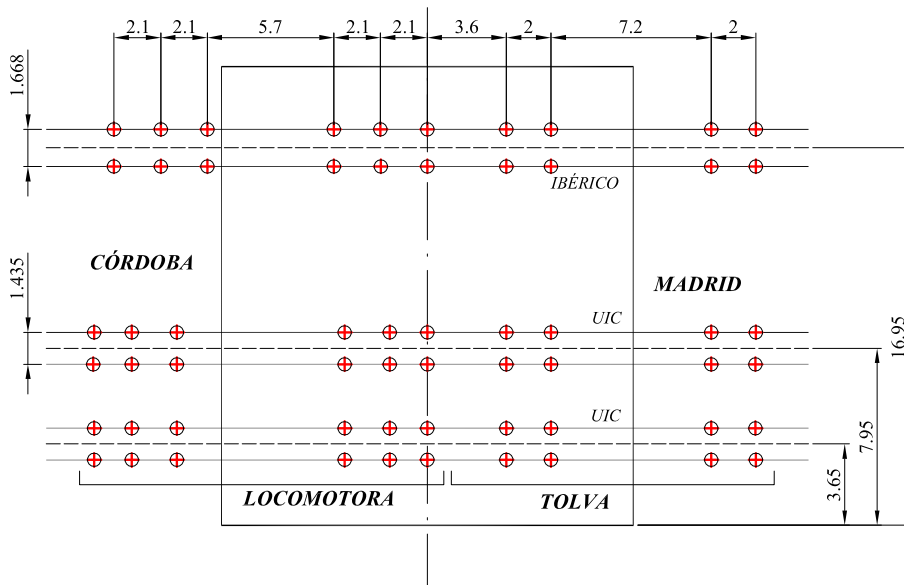 2.1 2.1 5.7 2.1 2.1 3.6 2 7.2 2
1.668
IBÉRICO
CÓRDOBA
MADRID
1.435
UIC
16.95
UIC
7.95
3.65
LOCOMOTORA
TOLVA